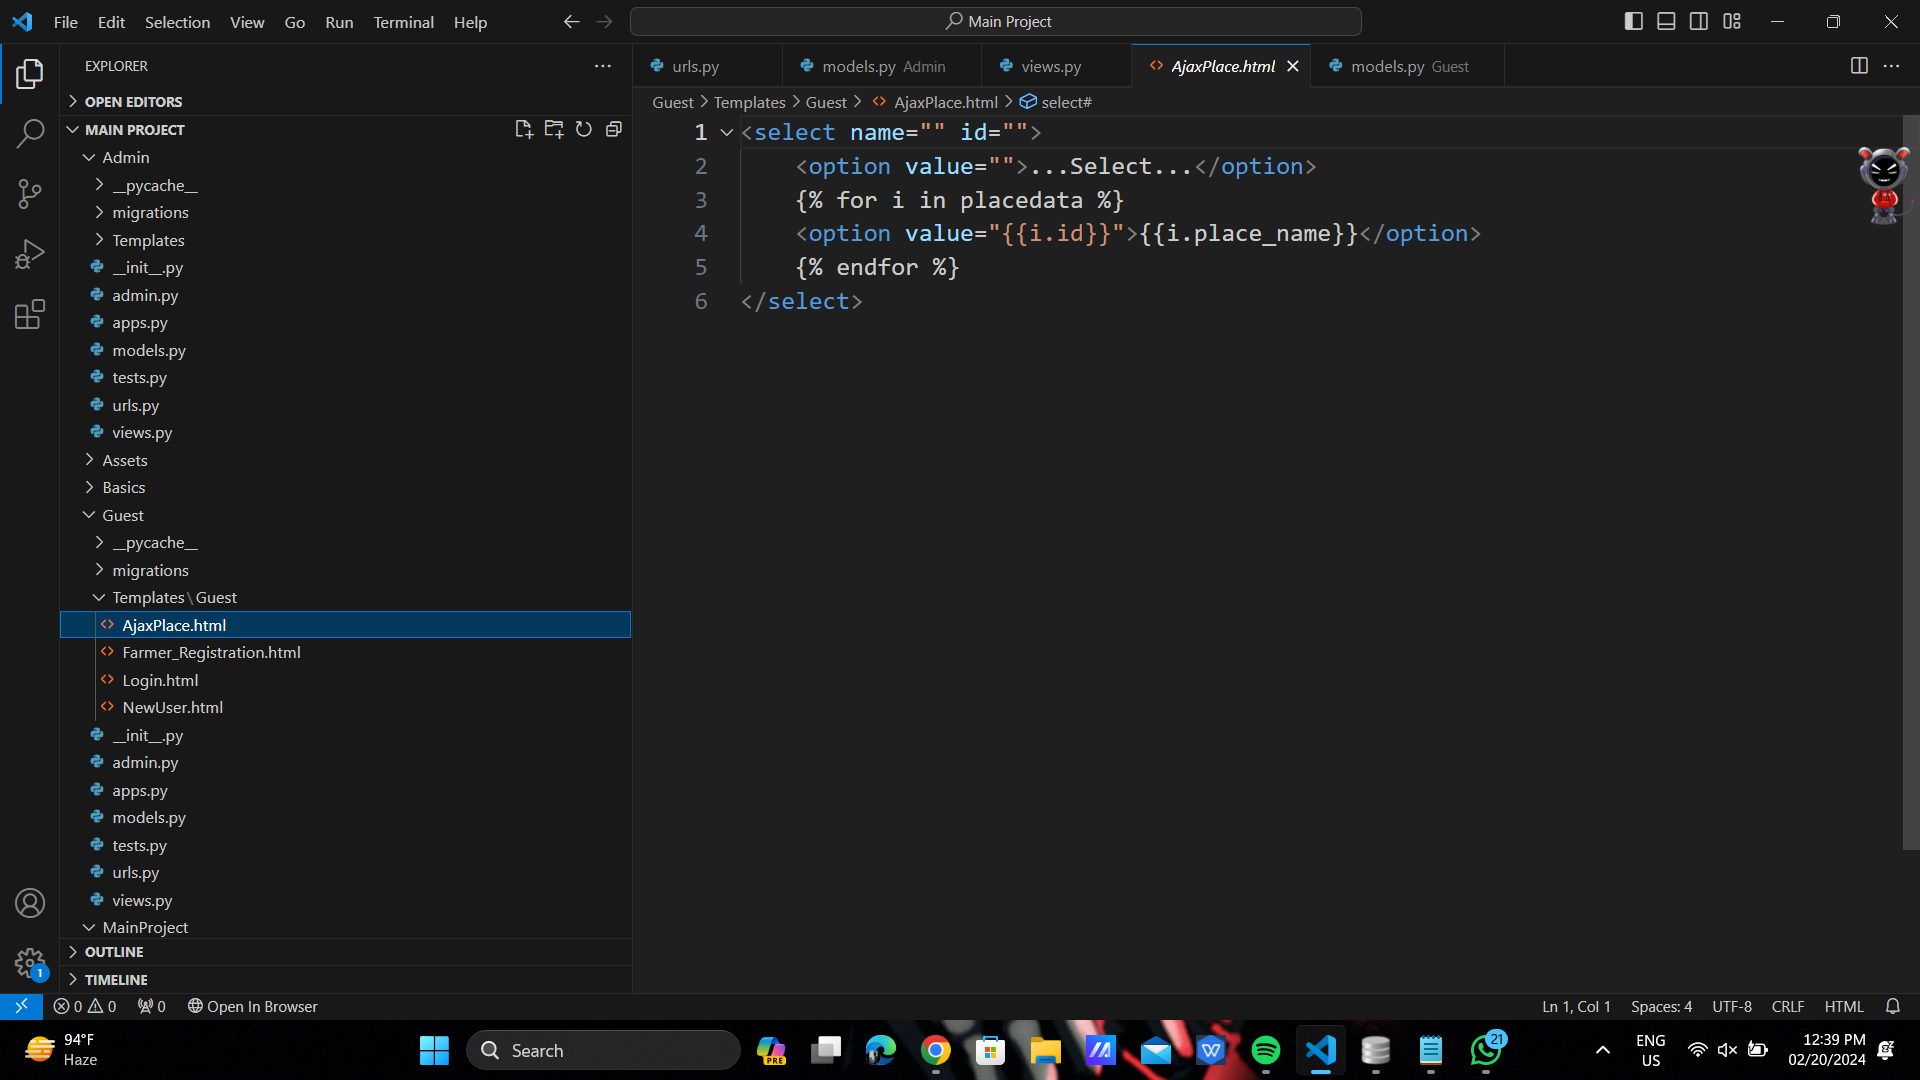 File Edit Selection View Go Run Terminal Help
Main Project
EXPLORER
OPEN EDITORS
MAIN PROJECT
Admin
__pycache__
migrations
Templates
__init__.py
admin.py
apps.py
models.py
tests.py
urls.py
views.py
Assets
Basics
Guest
__pycache__
migrations
Templates\Guest
AjaxPlace.html
Farmer_Registration.html
Login.html
NewUser.html
__init__.py
admin.py
apps.py
models.py
tests.py
urls.py
views.py
MainProject
OUTLINE
TIMELINE
urls.py
models.py Admin
views.py
AjaxPlace.html
models.py Guest
Guest > Templates > Guest > AjaxPlace.html > select#
1 <select name="" id="">
2 <option value="">...Select...</option>
3 {% for i in placedata %}
4 <option value="{{i.id}}">{{i.place_name}}</option>
5 {% endfor %}
6 </select>
1
0 0 0 Open In Browser
Ln 1, Col 1 Spaces: 4 UTF-8 CRLF HTML
94°F
Haze
Search
PRE
21
ENG
US
12:39 PM
02/20/2024